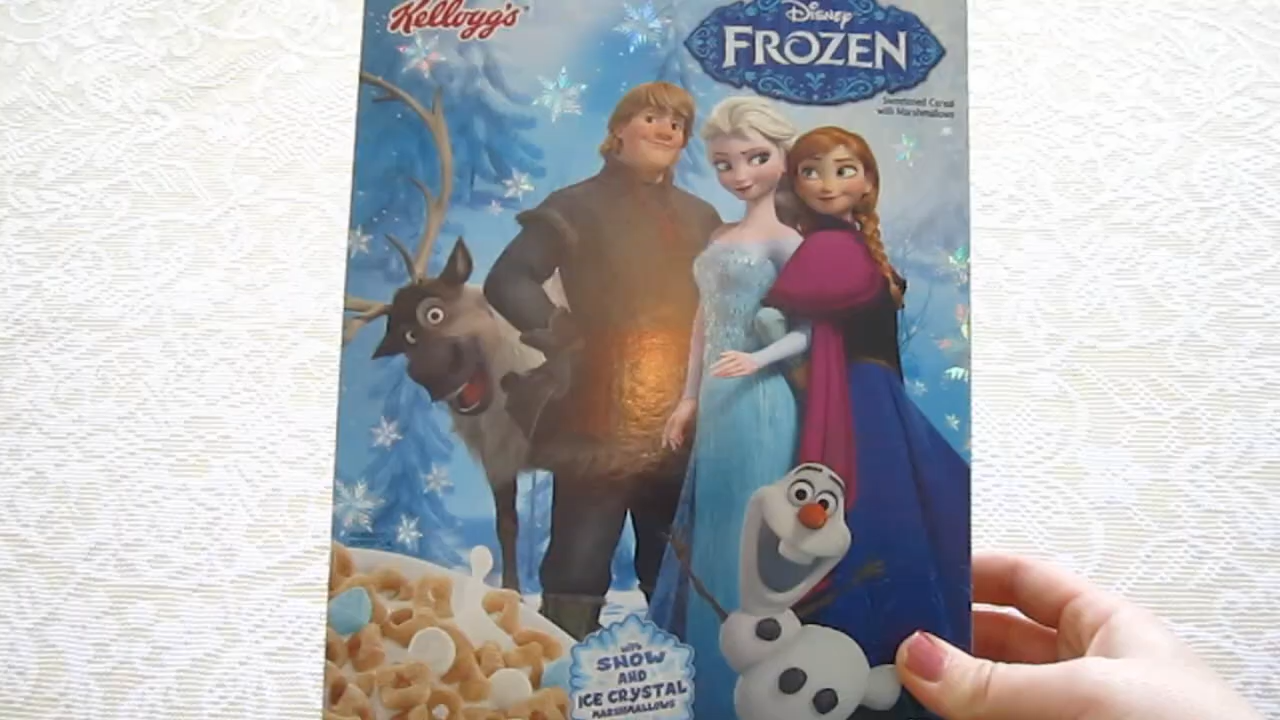 Kellogg's
Disney
FROZEN
Sweetened Cereal
with Marshmallows
with
SNOW
AND
ICE CRYSTAL
MARSHMALLOWS